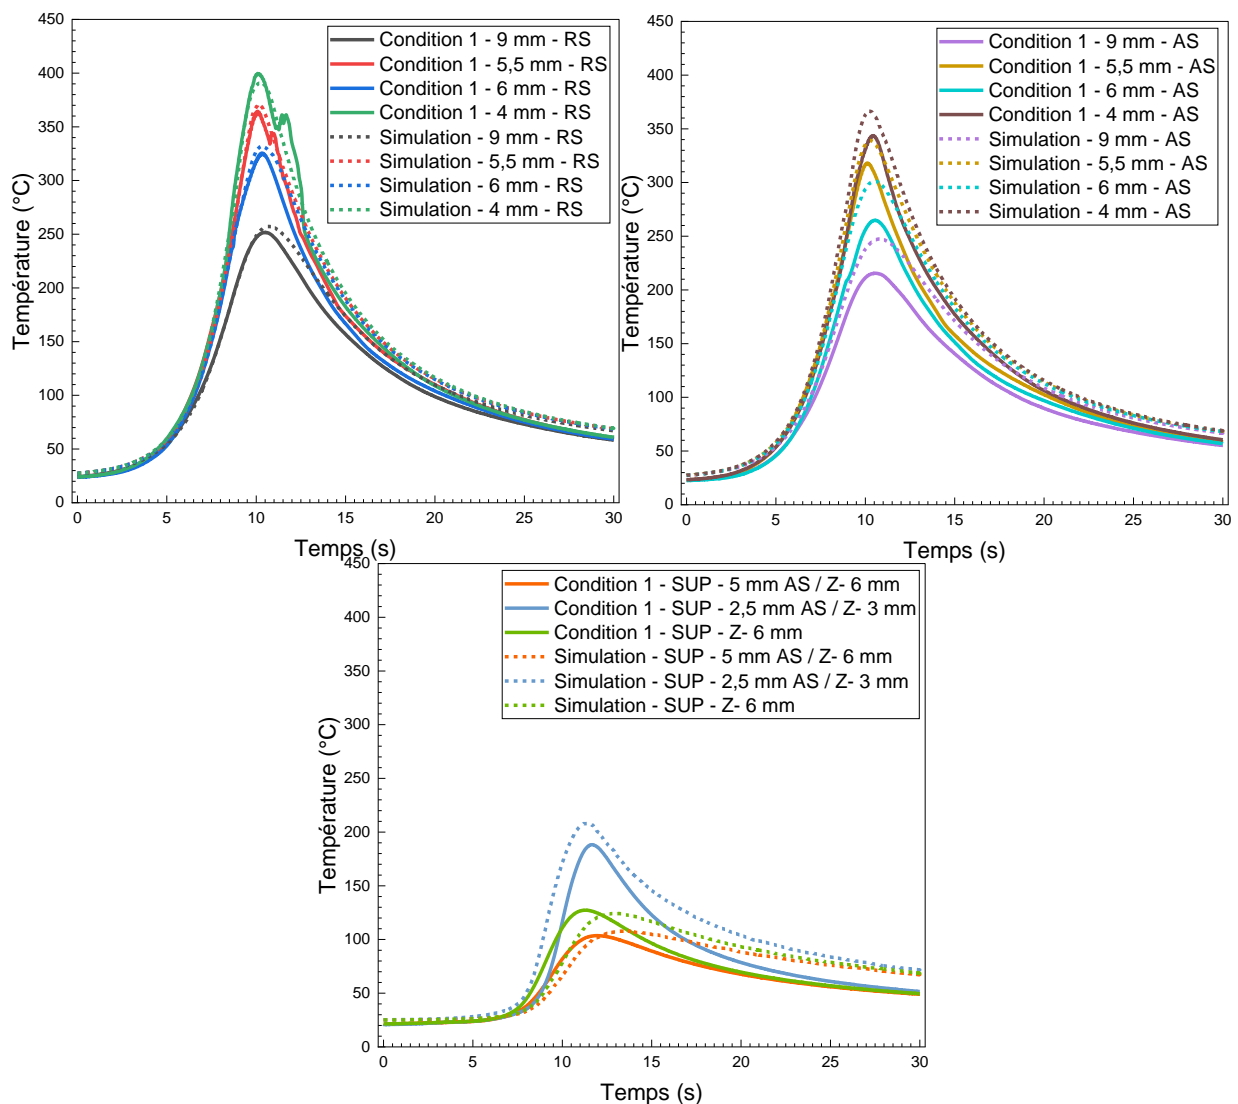 450
400
350
300
250
200
150
100
50
0
Température (°C)
0
5
10
15
20
25
30
Temps (s)
Condition 1 - 9 mm - RS
Condition 1 - 5,5 mm - RS
Condition 1 - 6 mm - RS
Condition 1 - 4 mm - RS
Simulation - 9 mm - RS
Simulation - 5,5 mm - RS
Simulation - 6 mm - RS
Simulation - 4 mm - RS
450
400
350
300
250
200
150
100
50
0
Température (°C)
0
5
10
15
20
25
30
Temps (s)
Condition 1 - 9 mm - AS
Condition 1 - 5,5 mm - AS
Condition 1 - 6 mm - AS
Condition 1 - 4 mm - AS
Simulation - 9 mm - AS
Simulation - 5,5 mm - AS
Simulation - 6 mm - AS
Simulation - 4 mm - AS
450
400
350
300
250
200
150
100
50
0
Température (°C)
0
5
10
15
20
25
30
Temps (s)
Condition 1 - SUP - 5 mm AS / Z- 6 mm
Condition 1 - SUP - 2,5 mm AS / Z- 3 mm
Condition 1 - SUP - Z- 6 mm
Simulation - SUP - 5 mm AS / Z- 6 mm
Simulation - SUP - 2,5 mm AS / Z- 3 mm
Simulation - SUP - Z- 6 mm